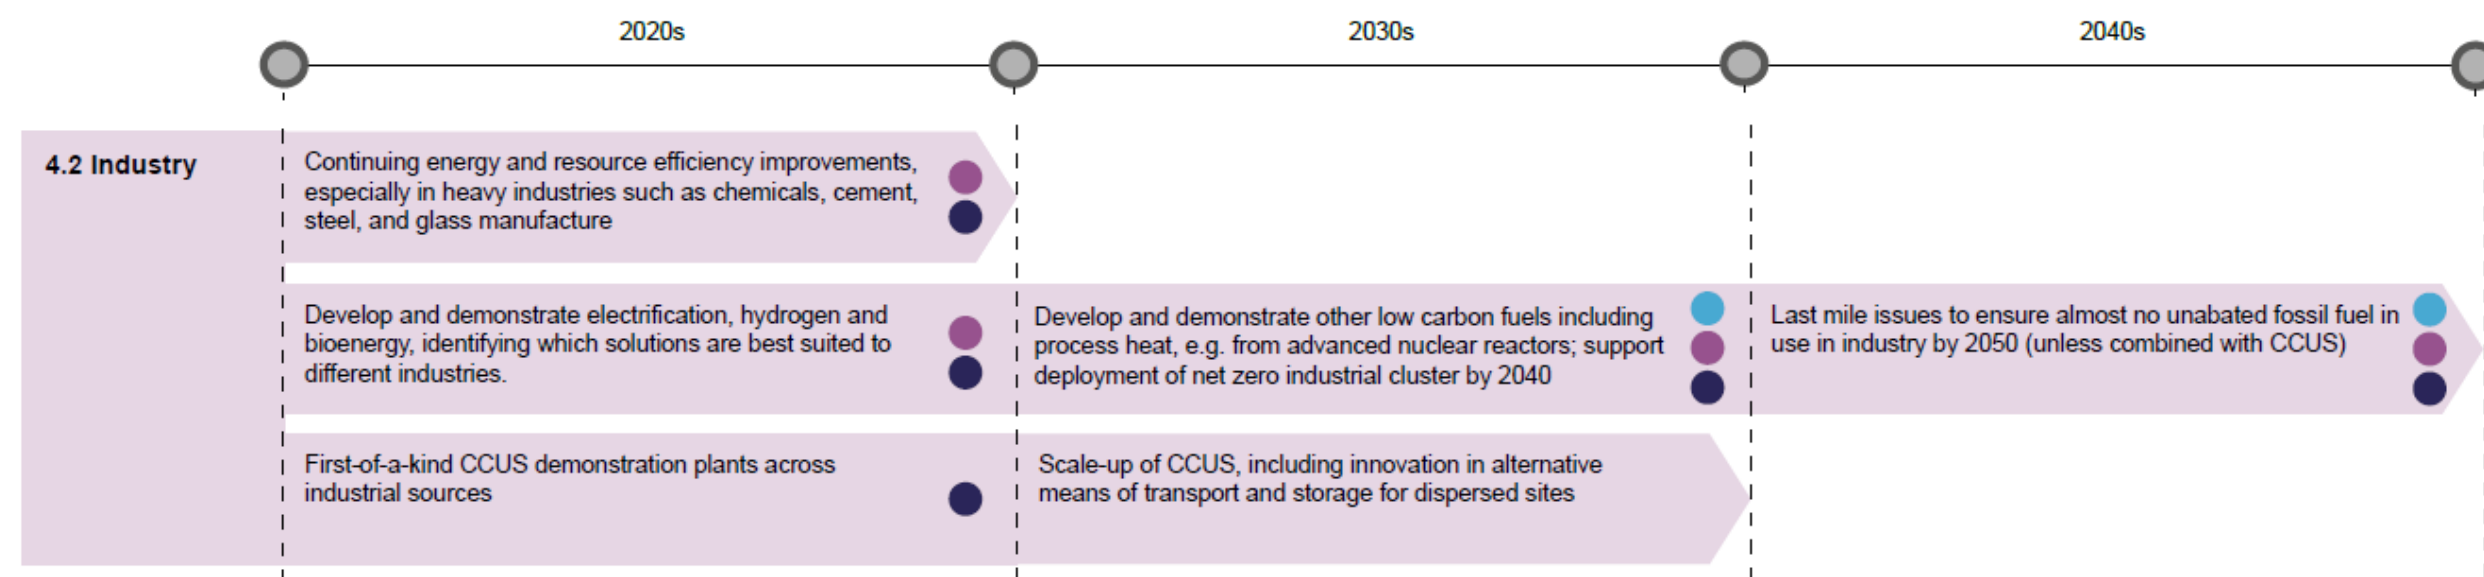 2020s
2030s
2040s
4.2 Industry
Continuing energy and resource efficiency improvements,
especially in heavy industries such as chemicals, cement,
steel, and glass manufacture
Develop and demonstrate electrification, hydrogen and
bioenergy, identifying which solutions are best suited to
different industries.
Develop and demonstrate other low carbon fuels including
process heat, e.g. from advanced nuclear reactors; support
deployment of net zero industrial cluster by 2040
Last mile issues to ensure almost no unabated fossil fuel in
use in industry by 2050 (unless combined with CCUS)
First-of-a-kind CCUS demonstration plants across
industrial sources
Scale-up of CCUS, including innovation in alternative
means of transport and storage for dispersed sites